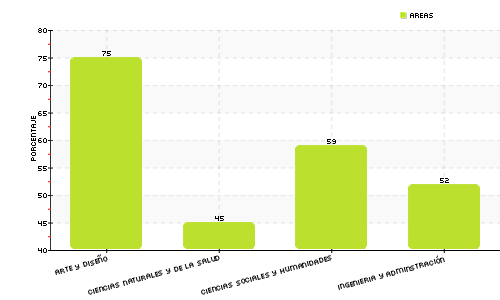 AREAS
PORCENTAJE
80
75
70
65
60
55
50
45
40
75
45
59
52
ARTE Y DISEÑO
CIENCIAS NATURALES Y DE LA SALUD
CIENCIAS SOCIALES Y HUMANIDADES
INGENIERIA Y ADMINSTRACIÓN